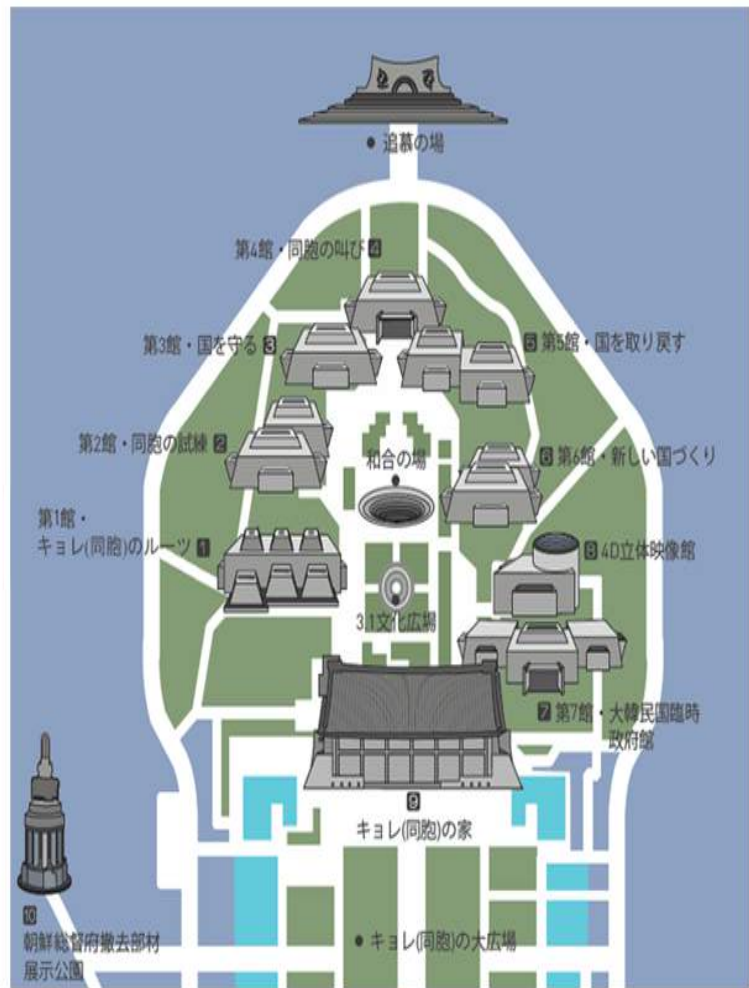 追慕の場
第4館・同胞の叫び 4
第3館・国を守る 3
5 第5館・国を取り戻す
第2館・同胞の試練 2
和合の場
6 第6館・新しい国づくり
第1館・
キョレ(同胞)のルーツ 1
8 4D立体映像館
3.1文化広場
7 第7館・大韓民国臨時
政府館
9
キョレ(同胞)の家
10
朝鮮総督府撤去部材
展示公園
キョレ(同胞)の大広場